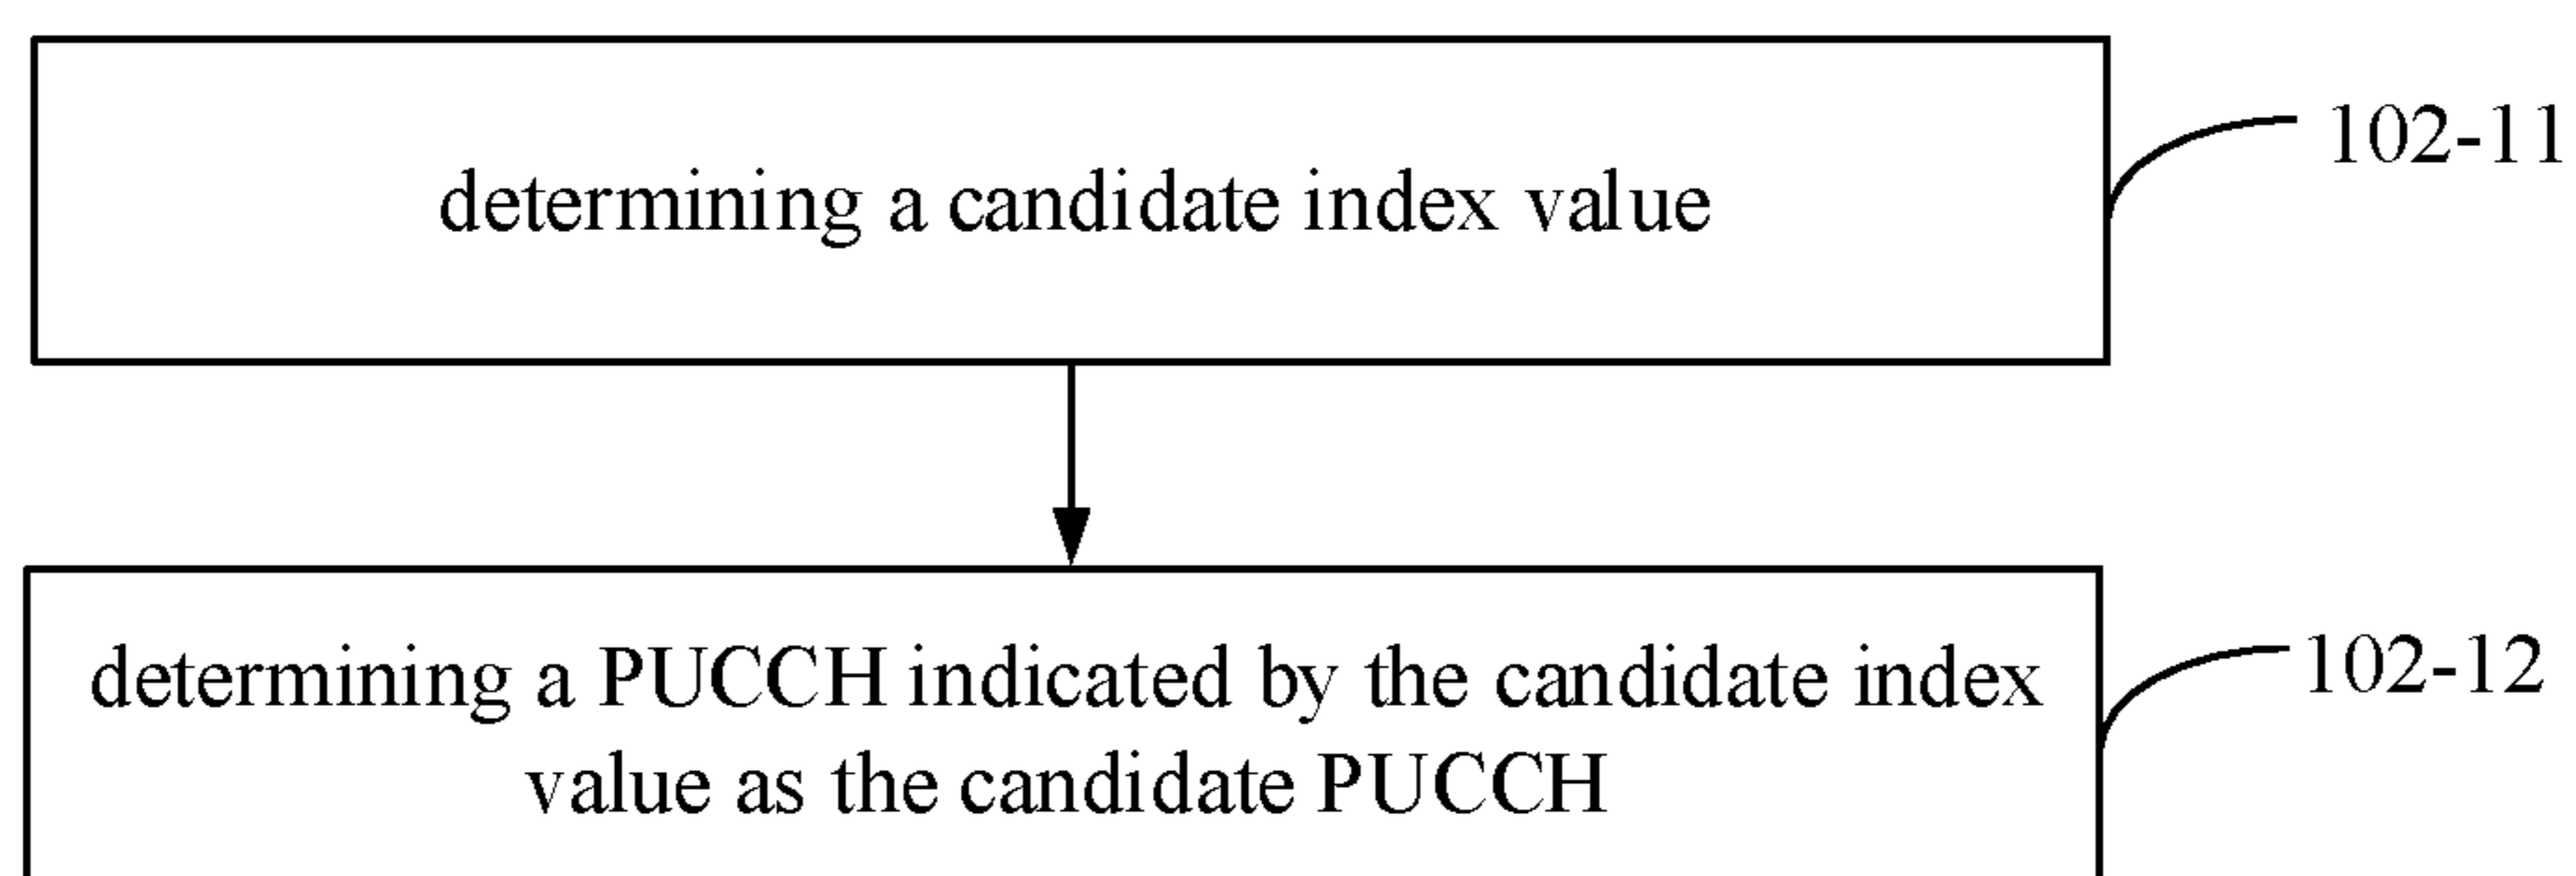 determining a candidate index value
102-11
determining a PUCCH indicated by the candidate index
value as the candidate PUCCH
102-12